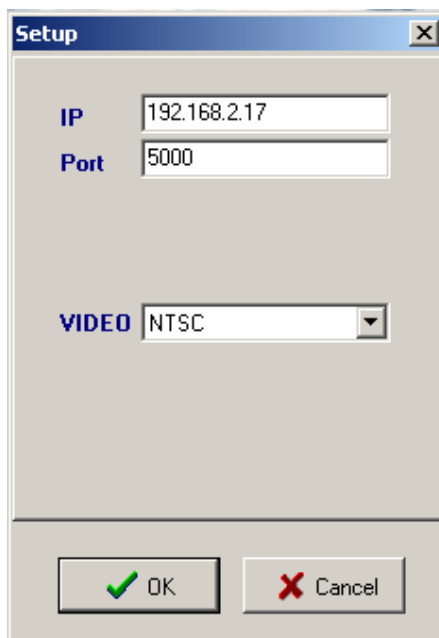 Setup
IP 192.168.2.17
Port 5000
VIDEO NTSC
OK Cancel